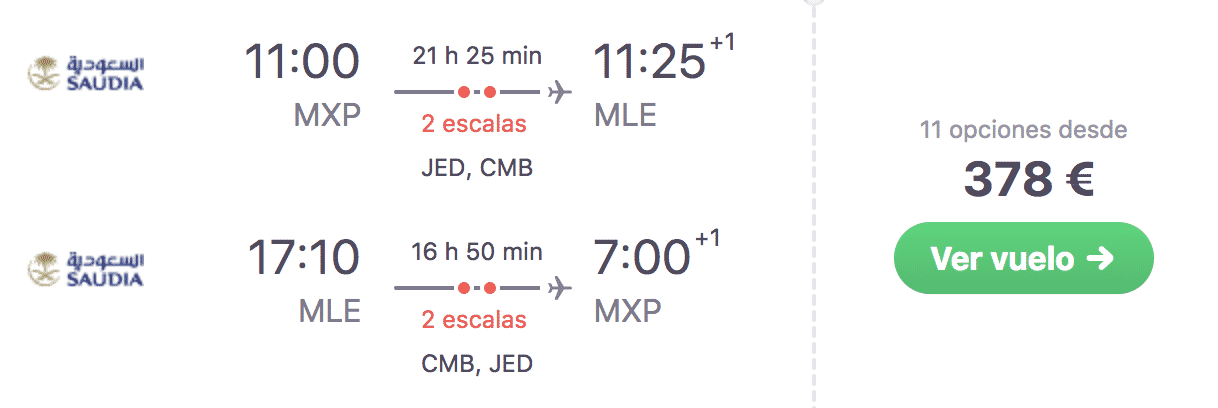 السعودية
SAUDIA
11:00
MXP
21 h 25 min
2 escalas
JED, CMB
11:25+1
MLE
السعودية
SAUDIA
17:10
MLE
16 h 50 min
2 escalas
CMB, JED
7:00+1
MXP
11 opciones desde
378 €
Ver vuelo